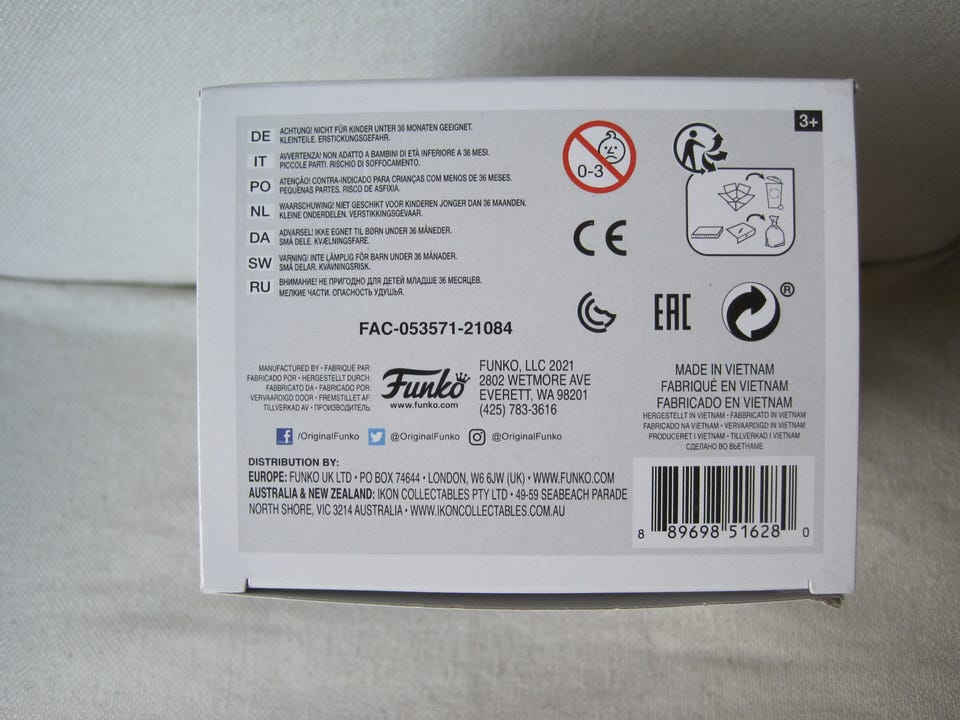 3+
DE ACHTUNG! NICHT FÜR KINDER UNTER 36 MONATEN GEEIGNET.
KLEINTEILE. ERSTICKUNGSGEFAHR.
IT AVVERTENZA! NON ADATTO A BAMBINI DI ETÀ INFERIORE A 36 MESI.
PICCOLE PARTI. RISCHIO DI SOFFOCAMENTO.
PO ATENÇÃO! CONTRA-INDICADO PARA CRIANÇAS COM MENOS DE 36 MESES.
PEQUENAS PARTES. RISCO DE ASFIXIA.
NL WAARSCHUWING! NIET GESCHIKT VOOR KINDEREN JONGER DAN 36 MAANDEN.
KLEINE ONDERDELEN. VERSTIKKINGSGEVAAR.
DA ADVARSEL! IKKE EGNET TIL BØRN UNDER 36 MÅNEDER.
SMÅ DELE. KVÆLNINGSFARE.
SW VARNING! INTE LÄMPLIG FÖR BARN UNDER 36 MÅNADER.
SMÅ DELAR. KVÄVNINGSRISK.
RU ВНИМАНИЕ! НЕ ПРИГОДНО ДЛЯ ДЕТЕЙ МЛАДШЕ 36 МЕСЯЦЕВ.
МЕЛКИЕ ЧАСТИ. ОПАСНОСТЬ УДУШЬЯ.
0-3
CE
EAC
®
FAC-053571-21084
MANUFACTURED BY • FABRIQUÉ PAR:
FABRICADO POR • HERGESTELLT DURCH:
FABBRICATO DA • FABRICADO POR:
VERVAARDIGD DOOR • FREMSTILLET AF:
TILLVERKAD AV • ПРОИЗВОДИТЕЛЬ:
Funko
www.funko.com
FUNKO, LLC 2021
2802 WETMORE AVE
EVERETT, WA 98201
(425) 783-3616
MADE IN VIETNAM
FABRIQUÉ EN VIETNAM
FABRICADO EN VIETNAM
HERGESTELLT IN VIETNAM • FABBRICATO IN VIETNAM
FABRICADO NA VIETNAM • VERVAARDIGD IN VIETNAM
PRODUCERET I VIETNAM • TILLVERKAD I VIETNAM
СДЕЛАНО ВО ВЬЕТНАМЕ
/OriginalFunko @OriginalFunko @OriginalFunko
DISTRIBUTION BY:
EUROPE: FUNKO UK LTD • PO BOX 74644 • LONDON, W6 6JW (UK) • WWW.FUNKO.COM
AUSTRALIA & NEW ZEALAND: IKON COLLECTABLES PTY LTD • 49-59 SEABEACH PARADE
NORTH SHORE, VIC 3214 AUSTRALIA • WWW.IKONCOLLECTABLES.COM.AU
8 89698 51628 0